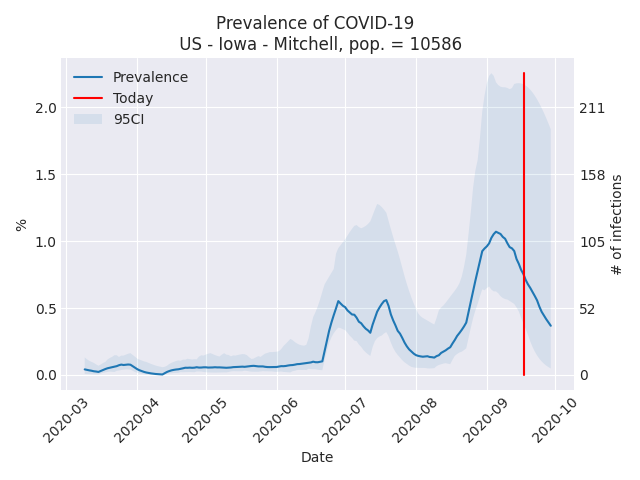 Prevalence of COVID-19
US - Iowa - Mitchell, pop. = 10586
Prevalence
Today
95CI
2.0
1.5
1.0
0.5
0.0
%
211
158
105
52
0
# of infections
2020-03
2020-04
2020-05
2020-06
2020-07
2020-08
2020-09
2020-10
Date